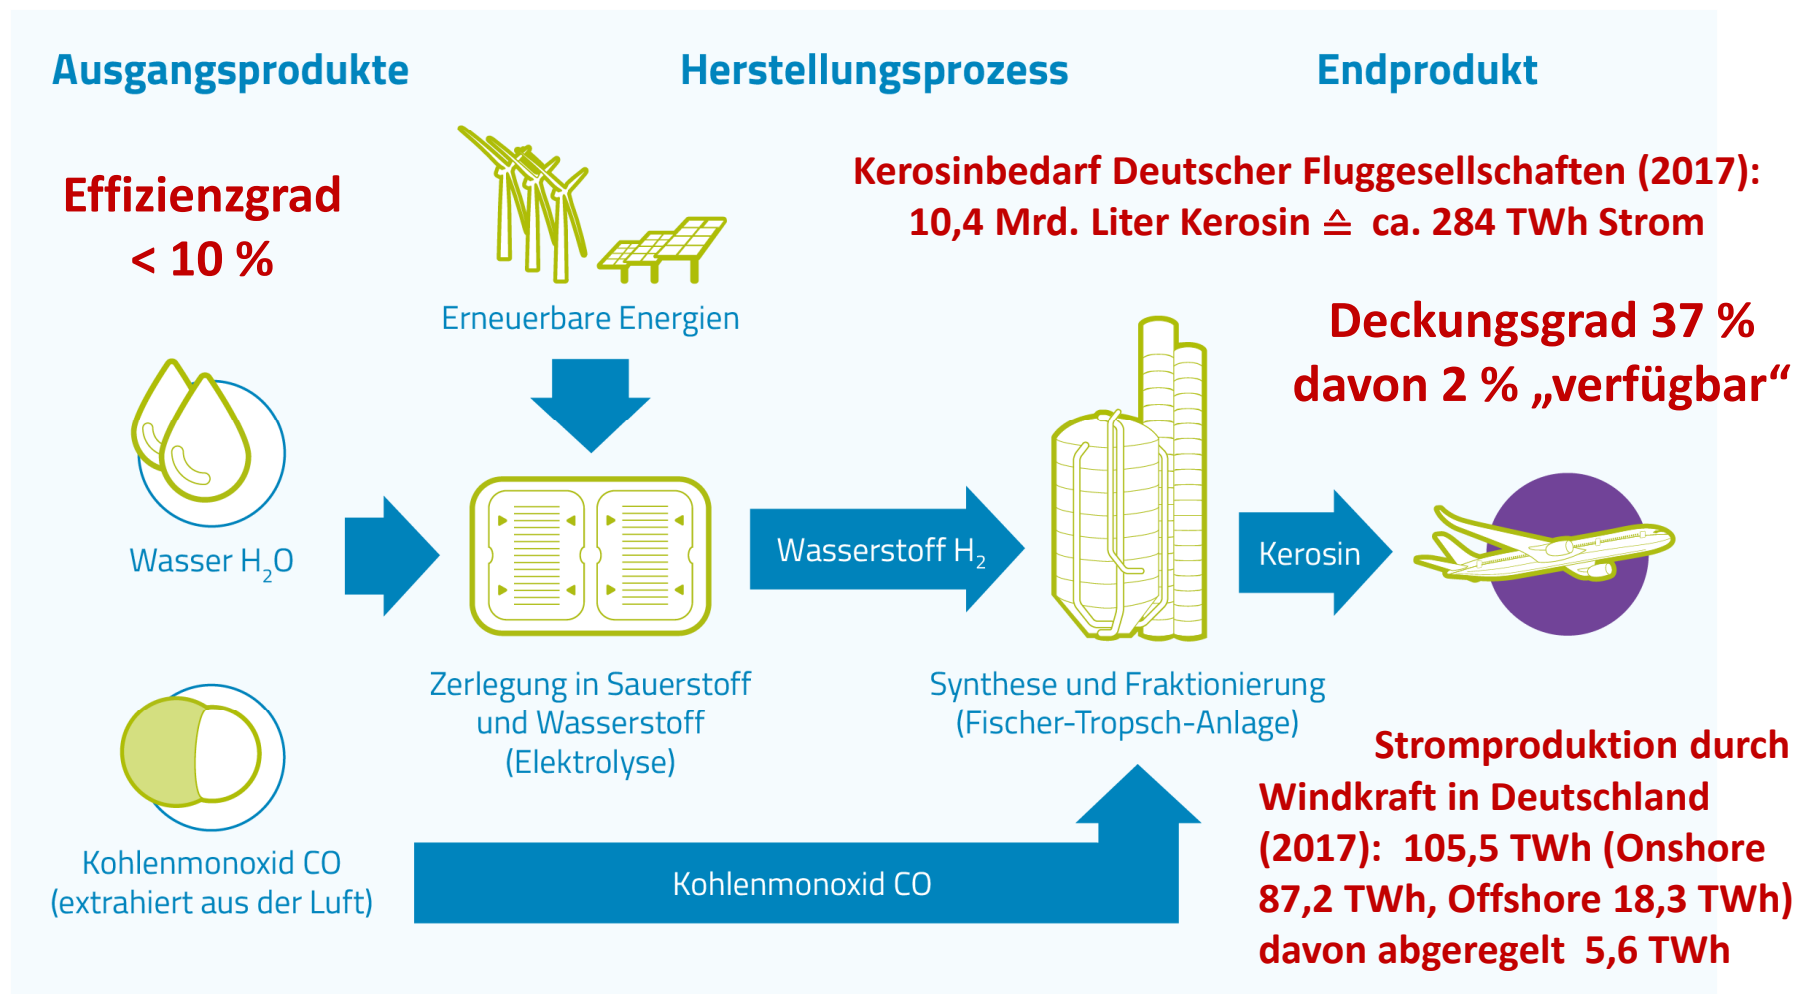 Ausgangsprodukte
Herstellungsprozess
Endprodukt
Effizienzgrad
< 10 %
Kerosinbedarf Deutscher Fluggesellschaften (2017):
10,4 Mrd. Liter Kerosin ≙ ca. 284 TWh Strom
Erneuerbare Energien
Deckungsgrad 37 %
davon 2 % „verfügbar“
Wasser H₂O
Wasserstoff H₂
Kerosin
Zerlegung in Sauerstoff
und Wasserstoff
(Elektrolyse)
Synthese und Fraktionierung
(Fischer-Tropsch-Anlage)
Kohlenmonoxid CO
(extrahiert aus der Luft)
Kohlenmonoxid CO
Stromproduktion durch
Windkraft in Deutschland
(2017): 105,5 TWh (Onshore
87,2 TWh, Offshore 18,3 TWh)
davon abgeregelt 5,6 TWh